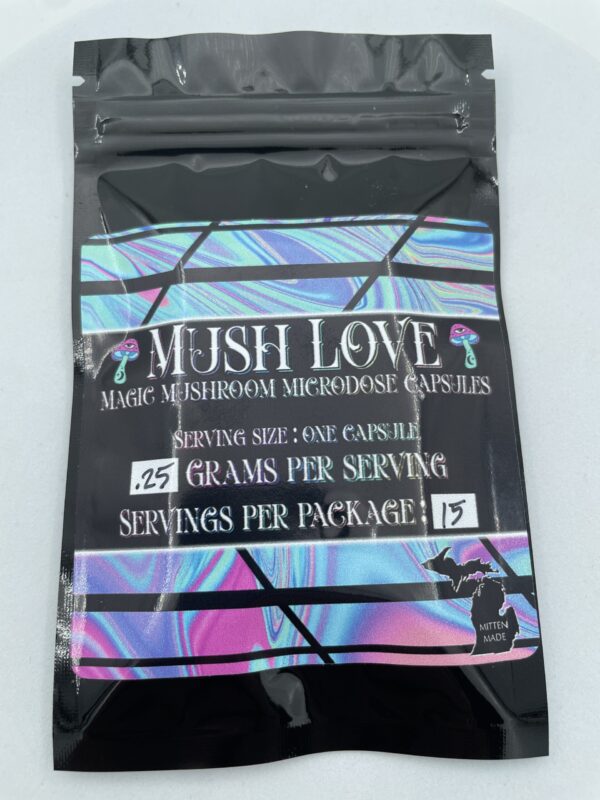 MUSH LOVE
MAGIC MUSHROOM MICRODOSE CAPSULES
SERVING SIZE : ONE CAPSULE
.25 GRAMS PER SERVING
SERVINGS PER PACKAGE : 15
MITTEN
MADE